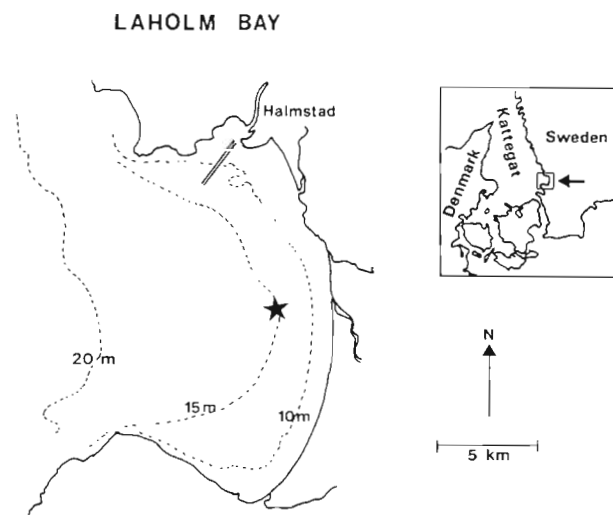 LAHOLM BAY
Halmstad
Denmark
Kattegat
Sweden
N
20 m
15 m
10 m
5 km